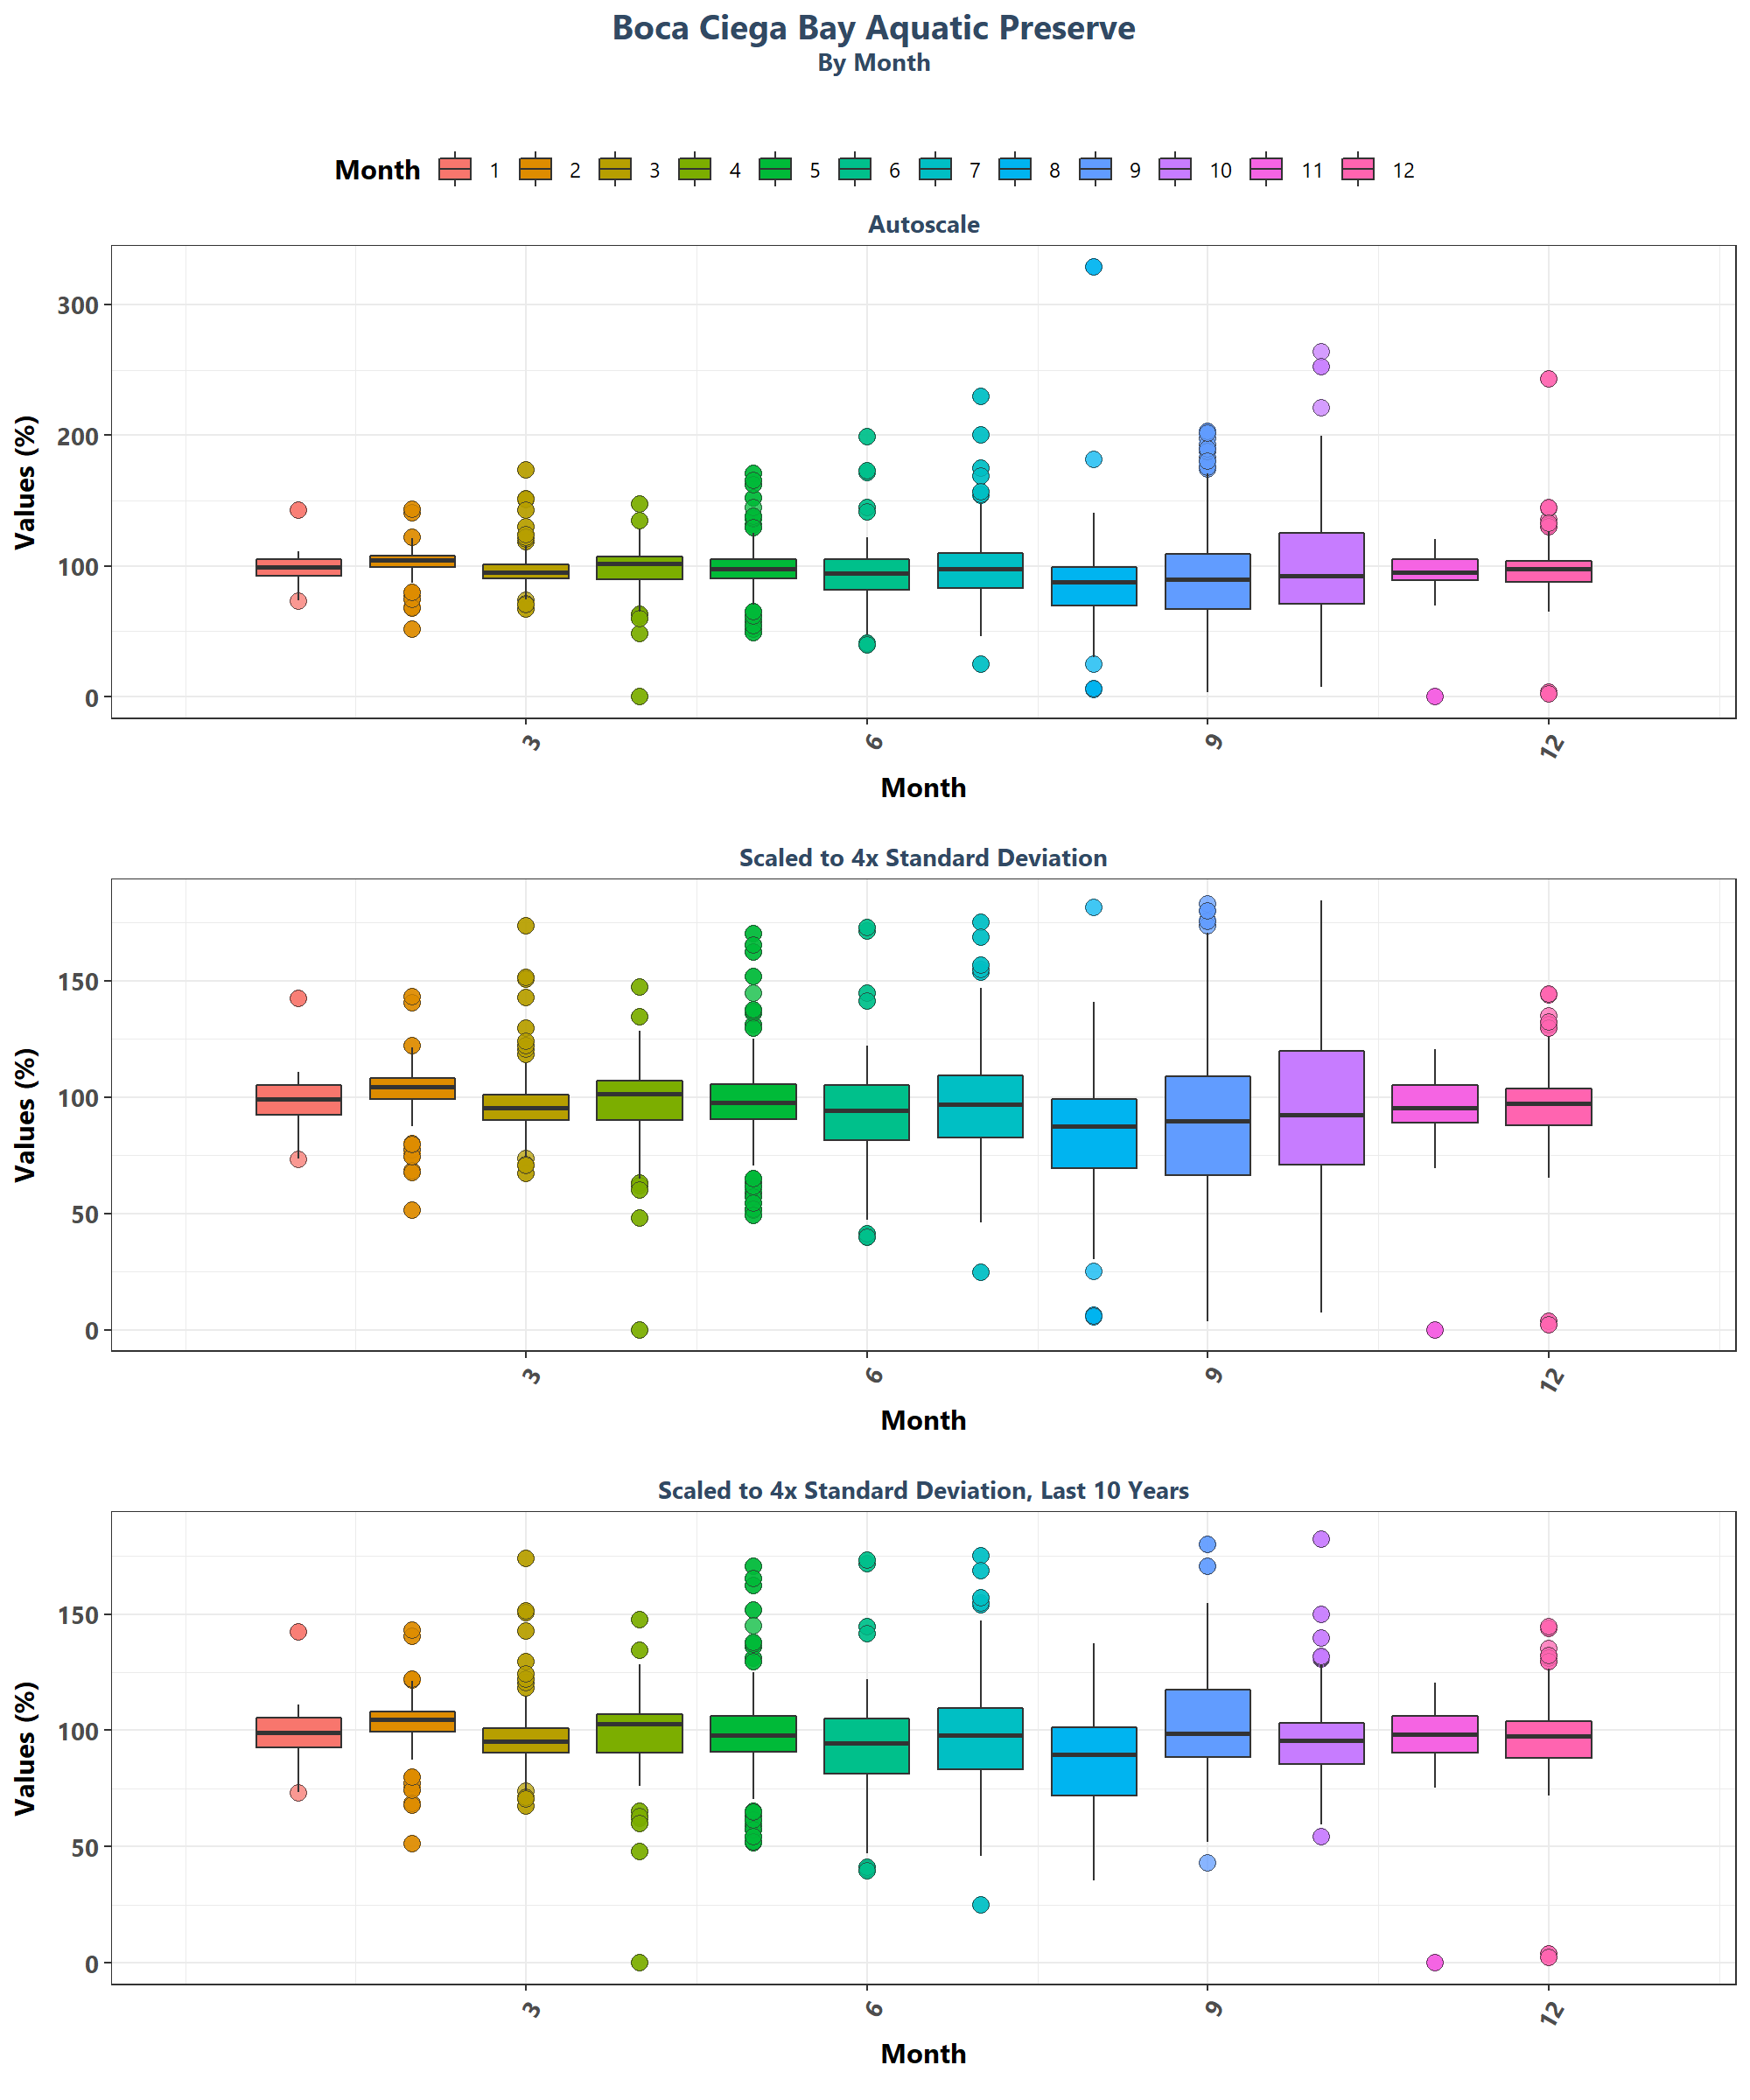 Boca Ciega Bay Aquatic Preserve
By Month
Month 1 2 3 4 5 6 7 8 9 10 11 12
Autoscale
Values (%)
300
200
100
0
3 6 9 12
Month
Scaled to 4x Standard Deviation
Values (%)
150
100
50
0
3 6 9 12
Month
Scaled to 4x Standard Deviation, Last 10 Years
Values (%)
150
100
50
0
3 6 9 12
Month